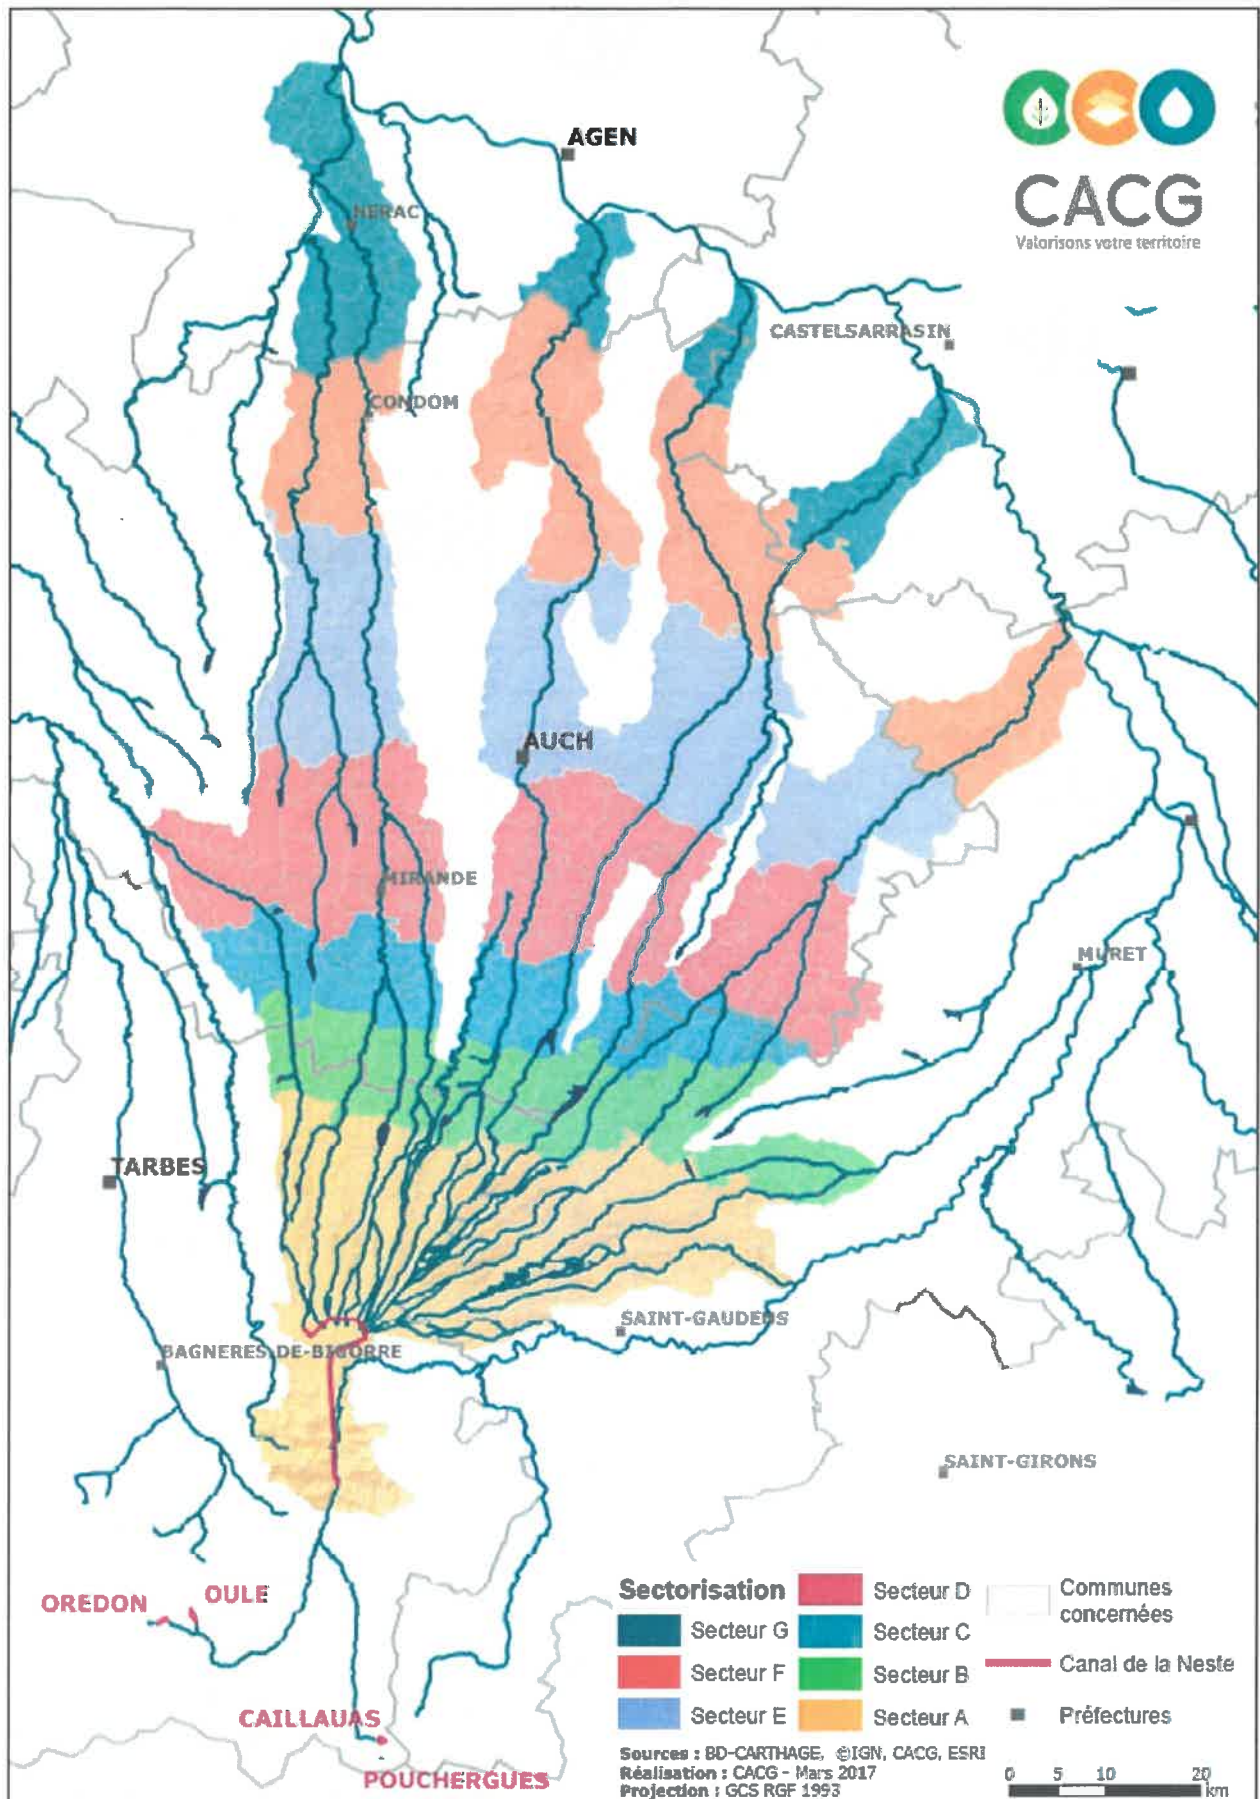 AGEN
CACG
Valorisons votre territoire
NERAC
CASTELSARRASIN
CONDOM
AUCH
MIRANDE
MURET
TARBES
SAINT-GAUDENS
BAGNERES-DE-BIGORRE
SAINT-GIRONS
OREDON
OULE
CAILLAUAS
POUCHERGUES
Sectorisation
Secteur G
Secteur F
Secteur E
Secteur D
Secteur C
Secteur B
Secteur A
Communes
concernées
Canal de la Neste
Préfectures
Sources : BD-CARTHAGE, ©IGN, CACG, ESRI
Réalisation : CACG - Mars 2017
Projection : GCS RGF 1993
0 5 10 20
km